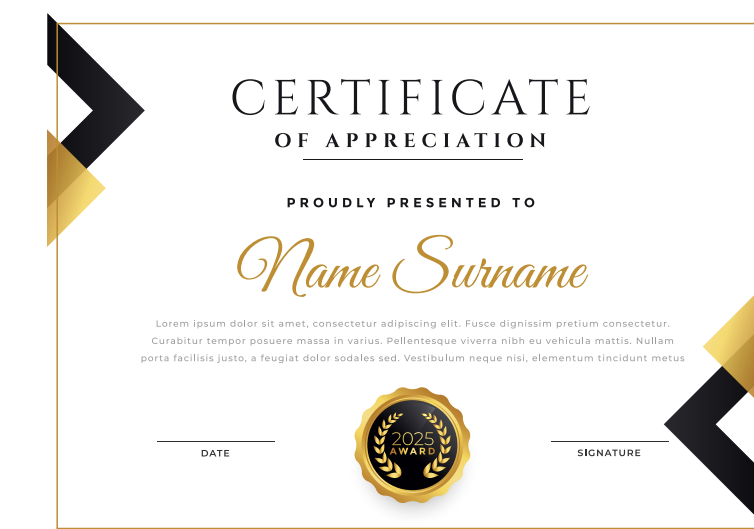 CERTIFICATE
OF APPRECIATION
PROUDLY PRESENTED TO
Name Surname
Lorem ipsum dolor sit amet, consectetur adipiscing elit. Fusce dignissim pretium consectetur.
Curabitur tempor posuere massa in varius. Pellentesque viverra nibh eu vehicula mattis. Nullam
porta facilisis justo, a feugiat dolor sodales sed. Vestibulum neque nisi, elementum tincidunt metus
2025
AWARD
DATE
SIGNATURE